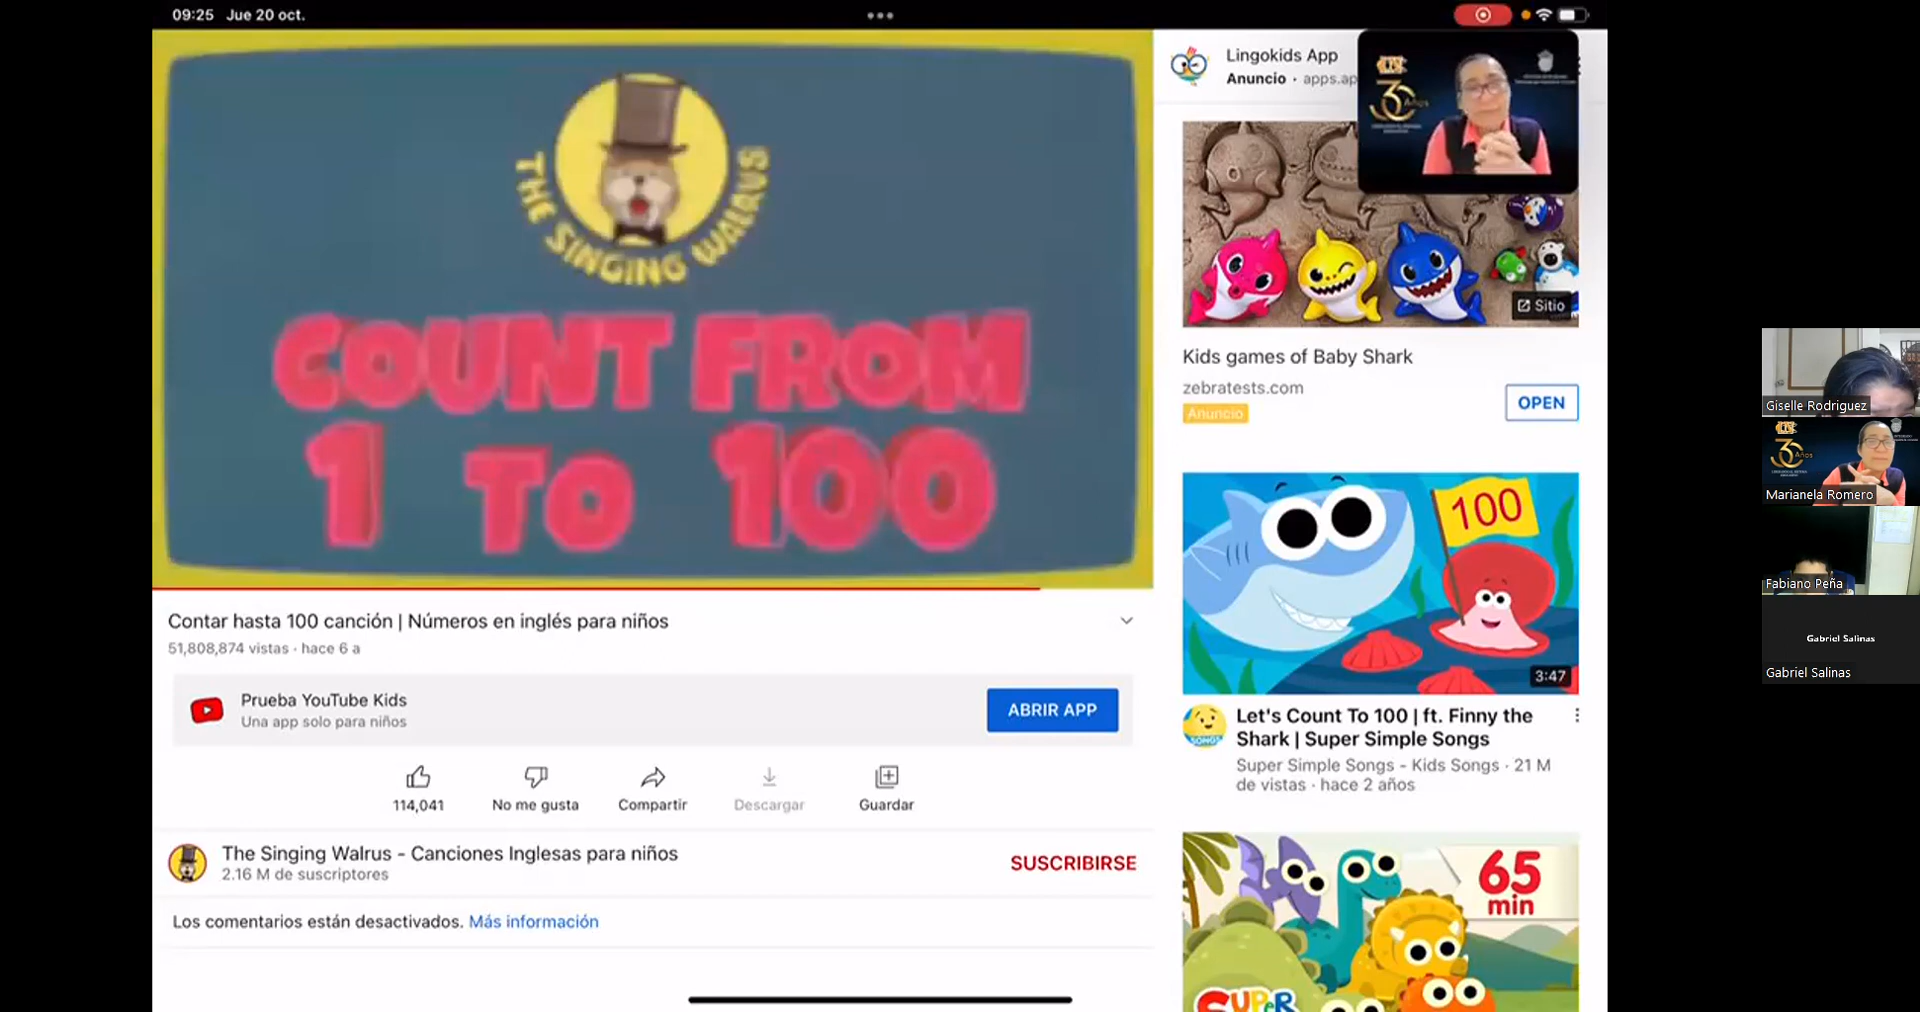 09:25 Jue 20 oct.
THE SINGING WALRUS
COUNT FROM
1 TO 100
Contar hasta 100 canción | Números en inglés para niños
51,808,874 vistas · hace 6 a
Prueba YouTube Kids
Una app solo para niños
ABRIR APP
114,041
No me gusta
Compartir
Descargar
Guardar
The Singing Walrus - Canciones Inglesas para niños
2.16 M de suscriptores
SUSCRIBIRSE
Los comentarios están desactivados. Más información
Lingokids App
Anuncio · apps.ap
30 Años
Sitio
Kids games of Baby Shark
zebratests.com
Anuncio
OPEN
100
3:47
SONGS
Let's Count To 100 | ft. Finny the
Shark | Super Simple Songs
Super Simple Songs - Kids Songs · 21 M
de vistas · hace 2 años
65
min
SUPER
Giselle Rodriguez
30 Años
Marianela Romero
Fabiano Peña
Gabriel Salinas
Gabriel Salinas